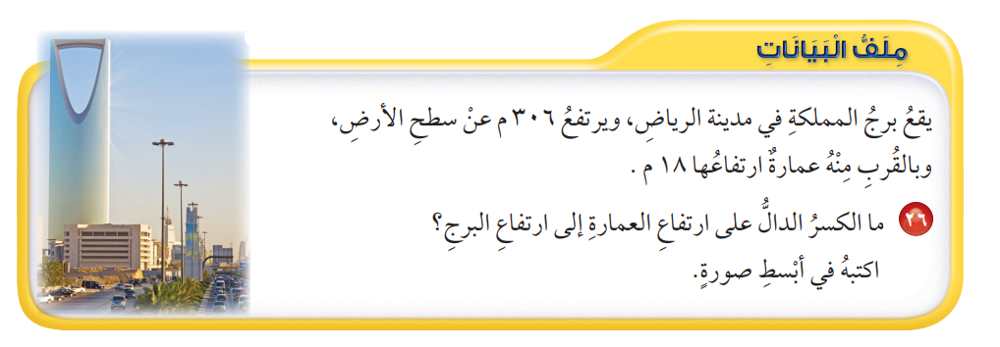 مِلَفُّ الْبَيَانَاتِ
يقعُ برجُ المملكةِ في مدينة الرياضِ، ويرتفعُ ٣٠٦ م عنْ سطحِ الأرضِ،
وبالقُربِ مِنْهُ عمارةٌ ارتفاعُها ١٨ م .
٢٦ ما الكسرُ الدالُّ على ارتفاعِ العمارةِ إلى ارتفاعِ البرجِ؟
اكتبهُ في أبْسطِ صورةٍ.